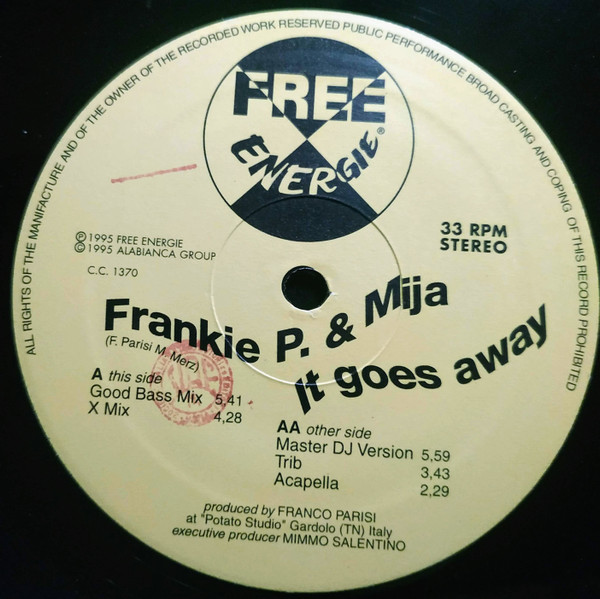 ALL RIGHTS OF THE MANIFACTURE AND OF THE OWNER OF THE RECORDED WORK RESERVED PUBLIC PERFORMANCE BROAD CASTING AND COPING OF THIS RECORD PROHIBITED
FREE
ENERGIE®
33 RPM
STEREO
Ⓟ 1995 FREE ENERGIE
© 1995 ALABIANCA GROUP
C.C. 1370
Frankie P. & Mija
(F. Parisi M. Merz)
It goes away
A this side
Good Bass Mix 5,41
X Mix 4,28
AA other side
Master DJ Version 5,59
Trib 3,43
Acapella 2,29
produced by FRANCO PARISI
at "Potato Studio" Gardolo (TN) Italy
executive producer MIMMO SALENTINO